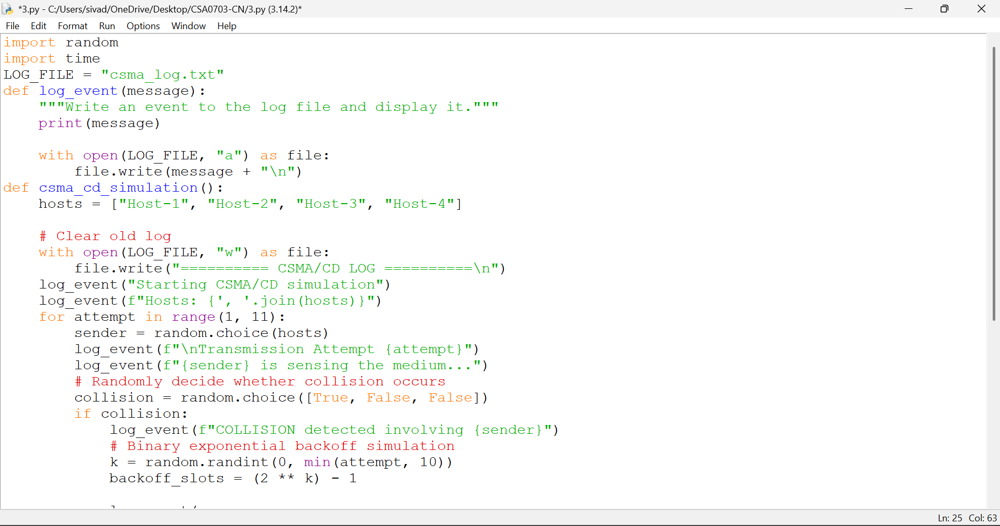 *3.py - C:/Users/sivad/OneDrive/Desktop/CSA0703-CN/3.py (3.14.2)*
File Edit Format Run Options Window Help
import random
import time
LOG_FILE = "csma_log.txt"
def log_event(message):
    """Write an event to the log file and display it."""
    print(message)

    with open(LOG_FILE, "a") as file:
        file.write(message + "\n")
def csma_cd_simulation():
    hosts = ["Host-1", "Host-2", "Host-3", "Host-4"]

    # Clear old log
    with open(LOG_FILE, "w") as file:
        file.write("========== CSMA/CD LOG ==========\n")
    log_event("Starting CSMA/CD simulation")
    log_event(f"Hosts: {', '.join(hosts)}")
    for attempt in range(1, 11):
        sender = random.choice(hosts)
        log_event(f"\nTransmission Attempt {attempt}")
        log_event(f"{sender} is sensing the medium...")
        # Randomly decide whether collision occurs
        collision = random.choice([True, False, False])
        if collision:
            log_event(f"COLLISION detected involving {sender}")
            # Binary exponential backoff simulation
            k = random.randint(0, min(attempt, 10))
            backoff_slots = (2 ** k) - 1
Ln: 25 Col: 63